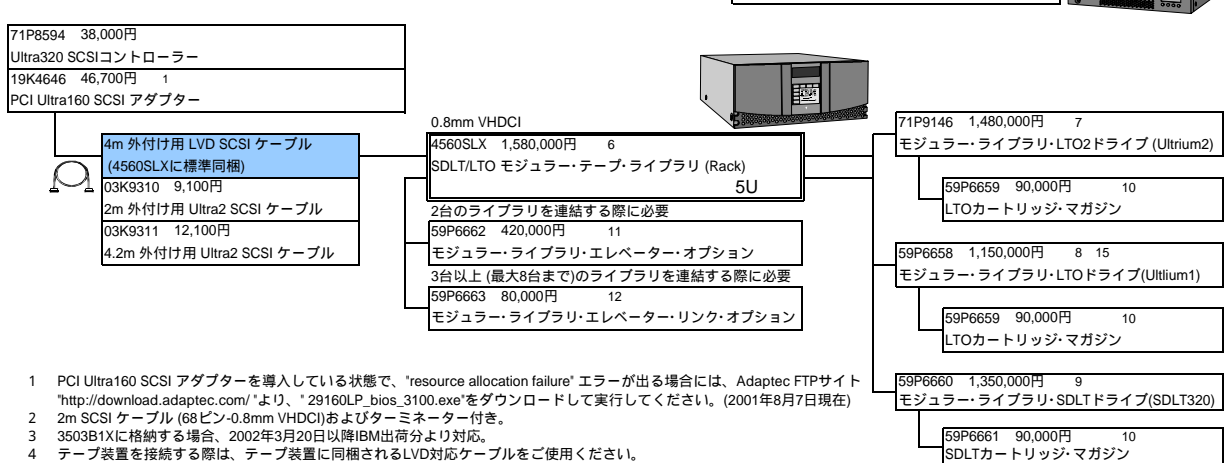 71P8594 38,000円
Ultra320 SCSIコントローラー
19K4646 46,700円 1
PCI Ultra160 SCSI アダプター
4m 外付け用 LVD SCSI ケーブル
(4560SLXに標準同梱)
03K9310 9,100円
2m 外付け用 Ultra2 SCSI ケーブル
03K9311 12,100円
4.2m 外付け用 Ultra2 SCSI ケーブル
0.8mm VHDCI
4560SLX 1,580,000円 6
SDLT/LTO モジュラー・テープ・ライブラリ (Rack)
5U
2台のライブラリを連結する際に必要
59P6662 420,000円 11
モジュラー・ライブラリ・エレベーター・オプション
3台以上 (最大8台まで)のライブラリを連結する際に必要
59P6663 80,000円 12
モジュラー・ライブラリ・エレベーター・リンク・オプション
71P9146 1,480,000円 7
モジュラー・ライブラリ・LTO2ドライブ (Ultrium2)
59P6659 90,000円 10
LTOカートリッジ・マガジン
59P6658 1,150,000円 8 15
モジュラー・ライブラリ・LTOドライブ(Ultlium1)
59P6659 90,000円 10
LTOカートリッジ・マガジン
59P6660 1,350,000円 9
モジュラー・ライブラリ・SDLTドライブ(SDLT320)
59P6661 90,000円 10
SDLTカートリッジ・マガジン
1 PCI Ultra160 SCSI アダプターを導入している状態で、"resource allocation failure" エラーが出る場合には、Adaptec FTPサイト
"http://download.adaptec.com/ "より、" 29160LP_bios_3100.exe"をダウンロードして実行してください。(2001年8月7日現在)
2 2m SCSI ケーブル (68ピン-0.8mm VHDCI)およびターミネーター付き。
3 3503B1Xに格納する場合、2002年3月20日以降IBM出荷分より対応。
4 テープ装置を接続する際は、テープ装置に同梱されるLVD対応ケーブルをご使用ください。